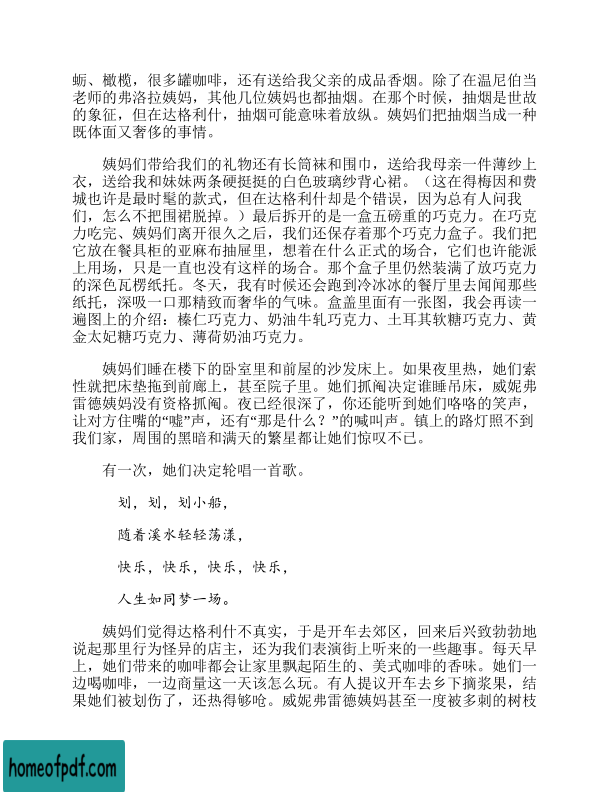 蛎、橄榄，很多罐咖啡，还有送给我父亲的成品香烟。除了在温尼伯当
老师的弗洛拉姨妈，其他几位姨妈也都抽烟。在那个时候，抽烟是世故
的象征，但在达格利什，抽烟可能意味着放纵。姨妈们把抽烟当成一种
既体面又奢侈的事情。
姨妈们带给我们的礼物还有长筒袜和围巾，送给我母亲一件薄纱上
衣，送给我和妹妹两条硬挺挺的白色玻璃纱背心裙。（这在得梅因和费
城也许是最时髦的款式，但在达格利什却是个错误，因为总有人问我
们，怎么不把围裙脱掉。）最后拆开的是一盒五磅重的巧克力。在巧克
力吃完、姨妈们离开很久之后，我们还保存着那个巧克力盒子。我们把
它放在餐具柜的亚麻布抽屉里，想着在什么正式的场合，它们也许能派
上用场，只是一直也没有这样的场合。那个盒子里仍然装满了放巧克力
的深色瓦楞纸托。冬天，我有时候还会跑到冷冰冰的餐厅里去闻闻那些
纸托，深吸一口那精致而奢华的气味。盒盖里面有一张图，我会再读一
遍图上的介绍：榛仁巧克力、奶油牛轧巧克力、土耳其软糖巧克力、黄
金太妃糖巧克力、薄荷奶油巧克力。
姨妈们睡在楼下的卧室里和前屋的沙发床上。如果夜里热，她们索
性就把床垫拖到前廊上，甚至院子里。她们抓阄决定谁睡吊床，威妮弗
雷德姨妈没有资格抓阄。夜已经很深了，你还能听到她们咯咯的笑声，
让对方住嘴的“嘘”声，还有“那是什么？”的喊叫声。镇上的路灯照不到
我们家，周围的黑暗和满天的繁星都让她们惊叹不已。
有一次，她们决定轮唱一首歌。
划，划，划小船，
随着溪水轻轻荡漾，
快乐，快乐，快乐，快乐，
人生如同梦一场。
姨妈们觉得达格利什不真实，于是开车去郊区，回来后兴致勃勃地
说起那里行为怪异的店主，还为我们表演街上听来的一些趣事。每天早
上，她们带来的咖啡都会让家里飘起陌生的、美式咖啡的香味。她们一
边喝咖啡，一边商量这一天该怎么玩。有人提议开车去乡下摘浆果，结
果她们被划伤了，还热得够呛。威妮弗雷德姨妈甚至一度被多刺的树枝
homeofpdf.com